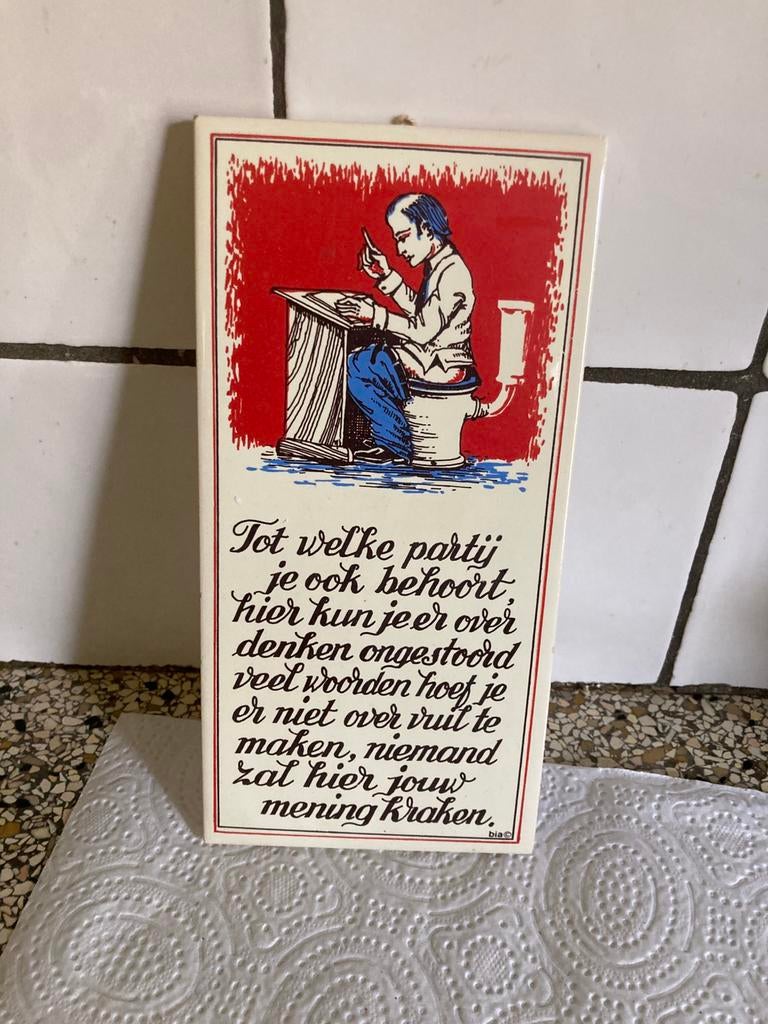 Tot welke partij
je ook behoort,
hier kun je er over
denken ongestoord
veel woorden hoef je
er niet over vuil te
maken, niemand
zal hier jouw
mening kraken.
bia©